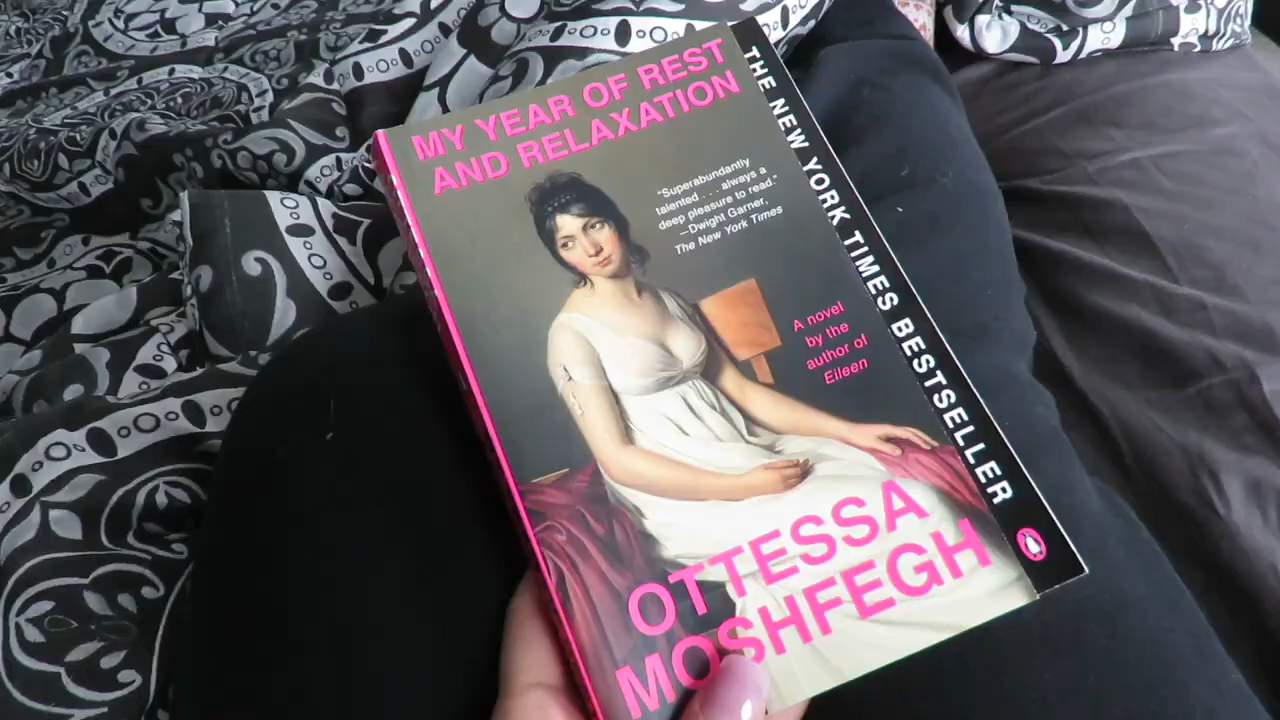 MY YEAR OF REST
AND RELAXATION
"Superabundantly
talented . . . always a
deep pleasure to read."
—Dwight Garner,
The New York Times
A novel
by the
author of
Eileen
OTTESSA
MOSHFEGH
THE NEW YORK TIMES BESTSELLER